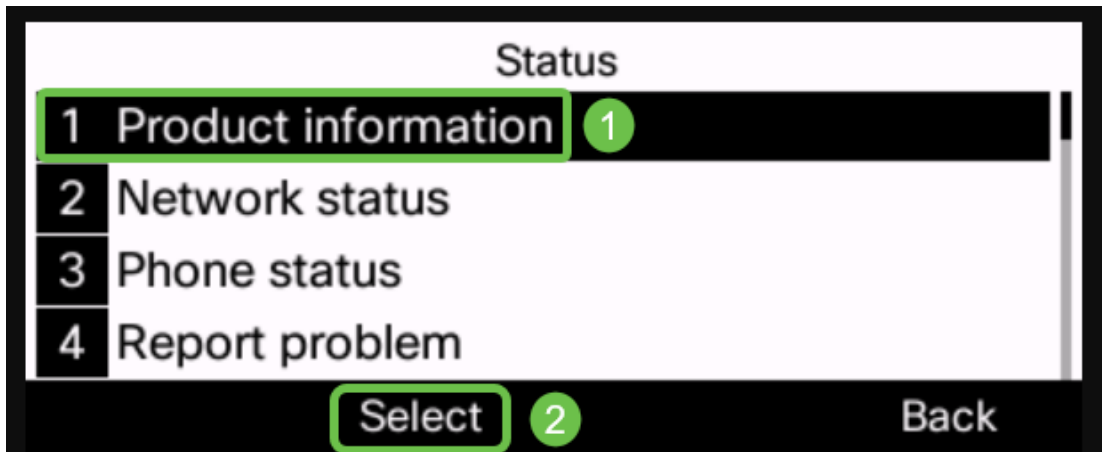 Status
1 Product information 1
2 Network status
3 Phone status
4 Report problem
Select 2 Back